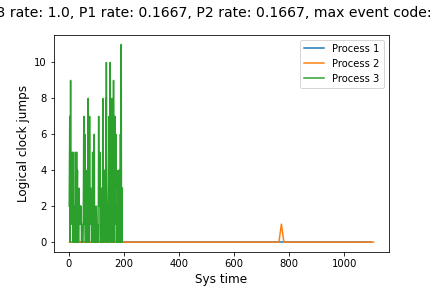 3 rate: 1.0, P1 rate: 0.1667, P2 rate: 0.1667, max event code:
Process 1
Process 2
Process 3
Logical clock jumps
10
8
6
4
2
0
0 200 400 600 800 1000
Sys time